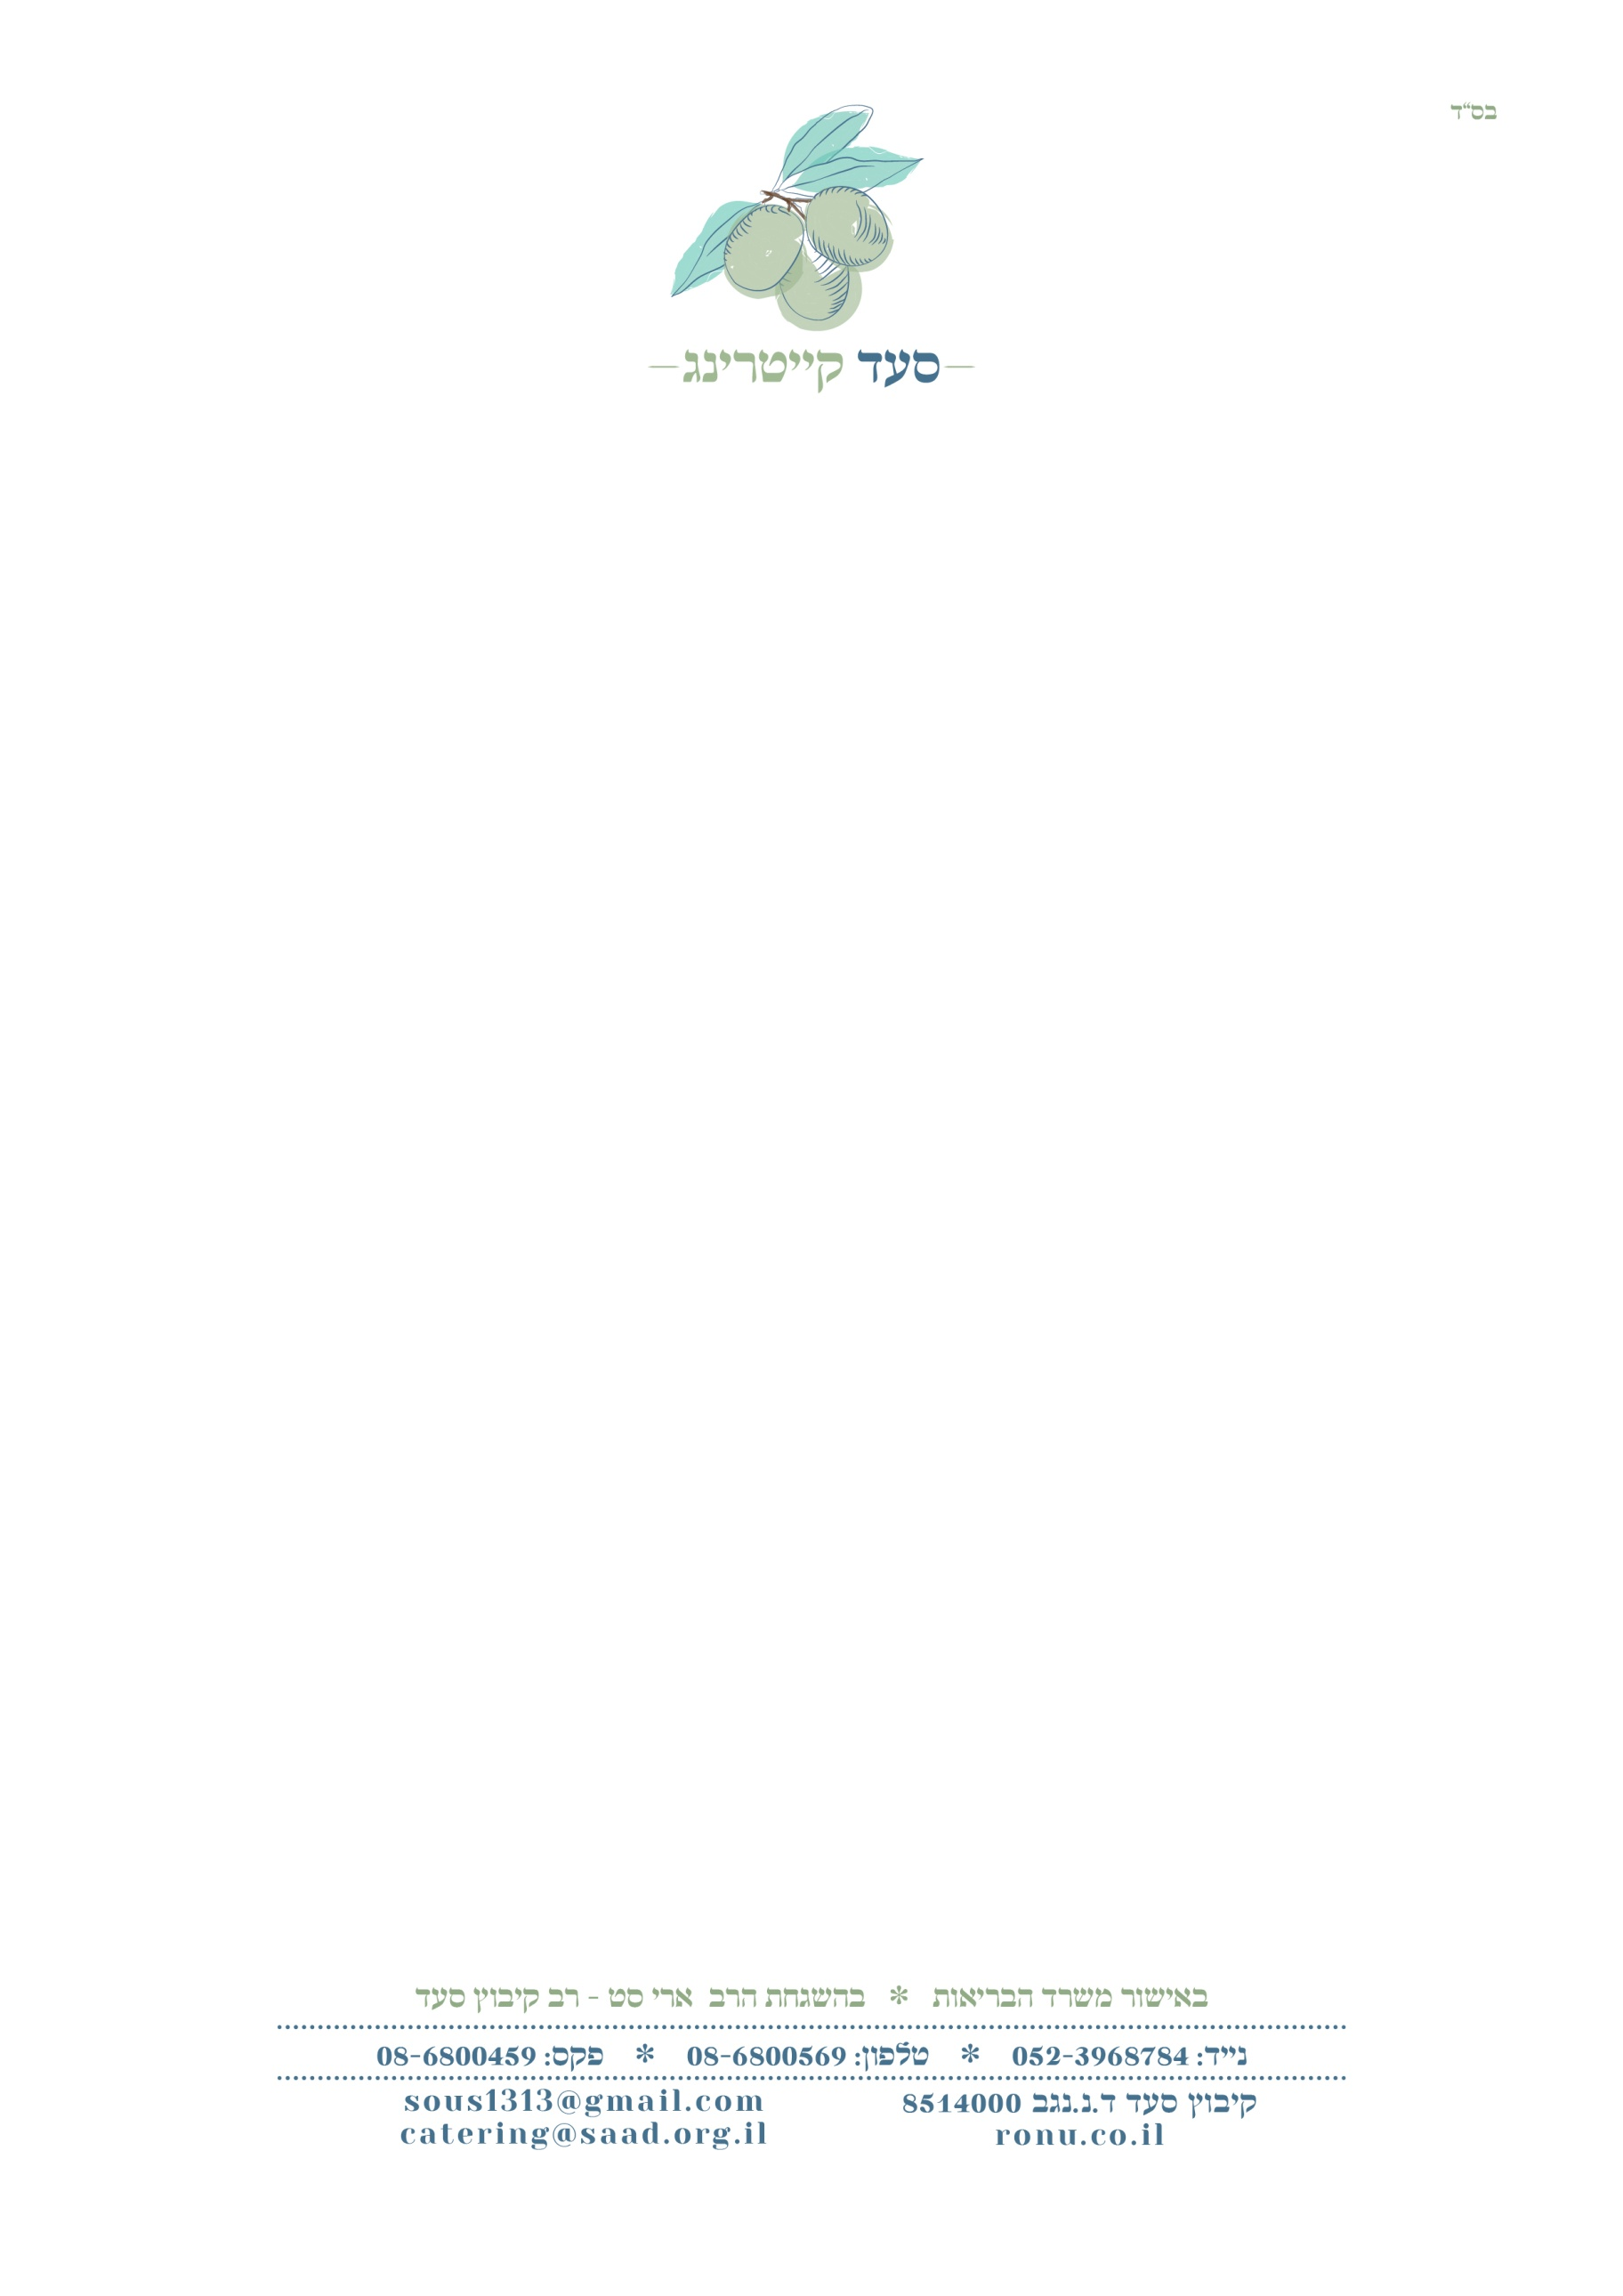 בס"ד
סעד קייטרינג
באישור משרד הבריאות * בהשגחת הרב ארי סט - רב קיבוץ סעד
נייד: 052-3968784 * טלפון: 08-6800569 * פקס: 08-6800459
קיבוץ סעד ד.נ.נגב 8514000
ronu.co.il
sous1313@gmail.com
catering@saad.org.il